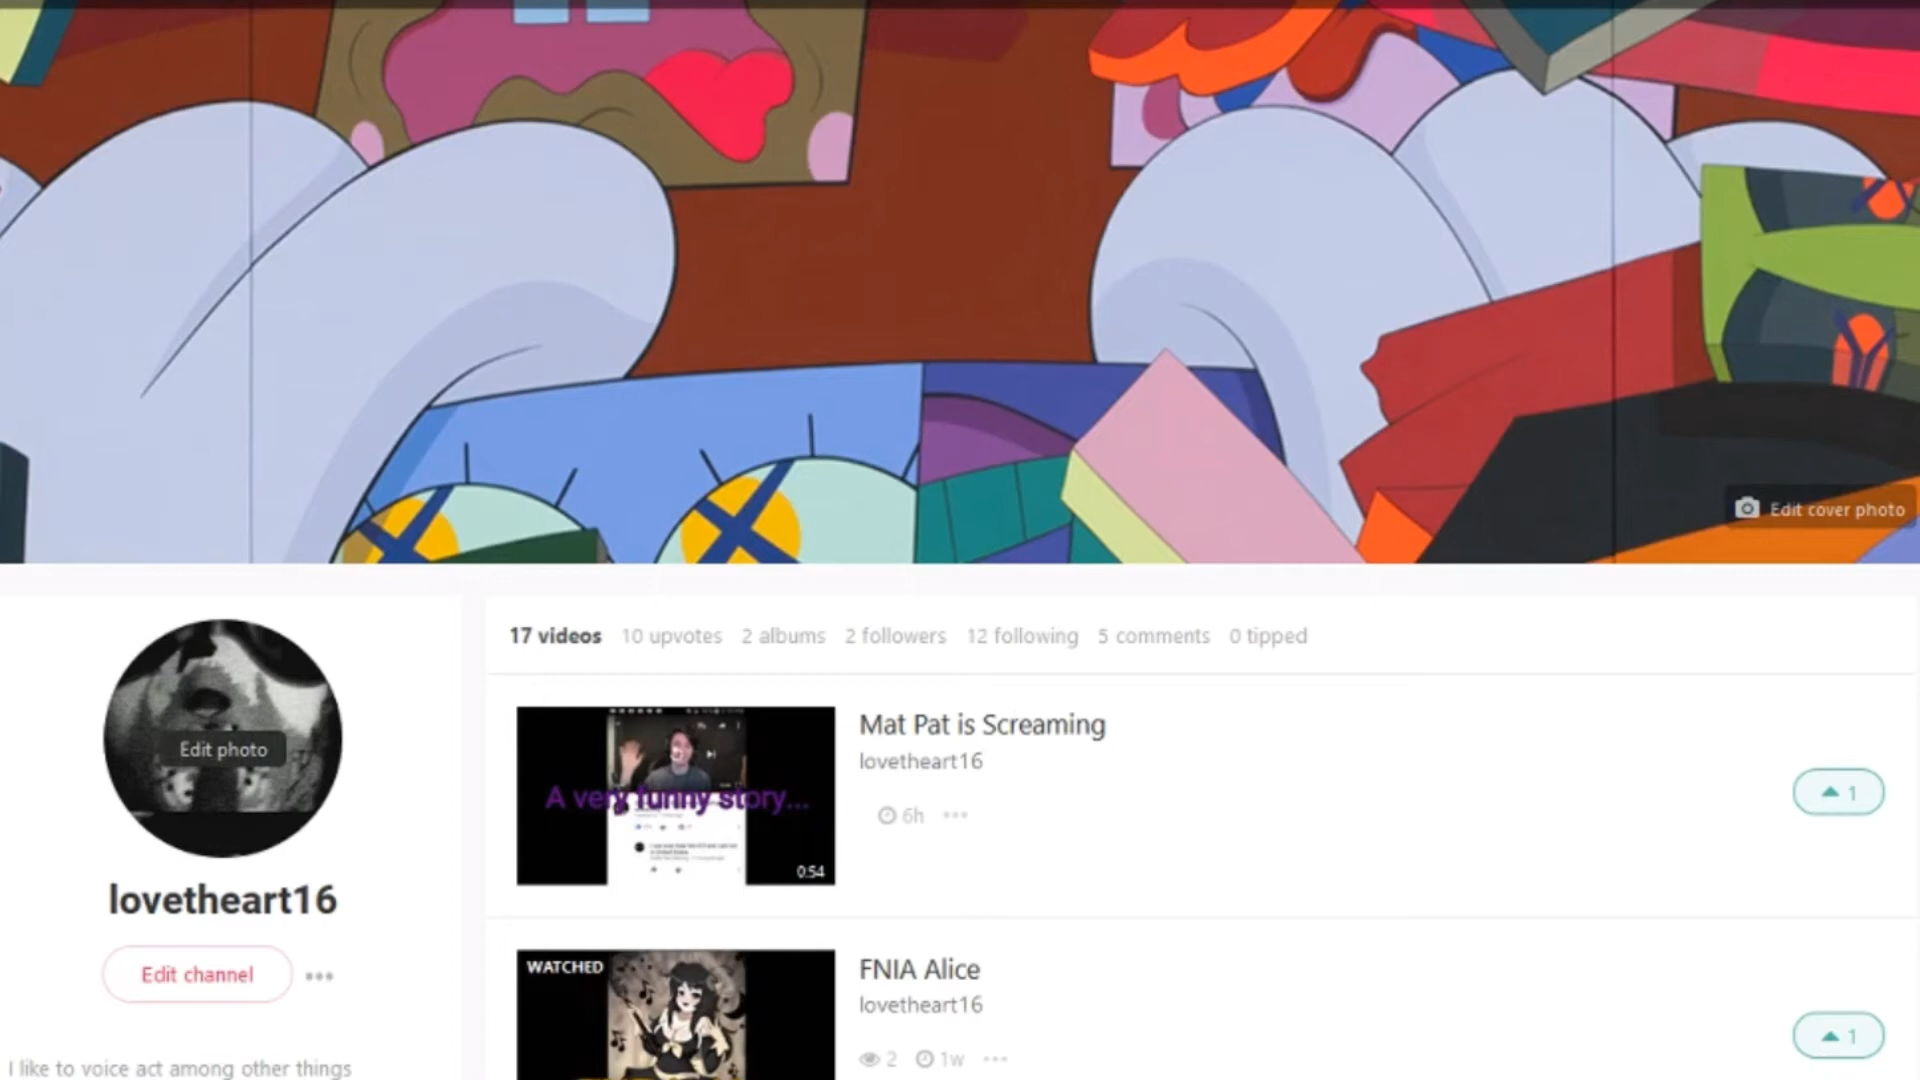 Edit cover photo
Edit photo
lovetheart16
Edit channel
I like to voice act among other things
17 videos 10 upvotes 2 albums 2 followers 12 following 5 comments 0 tipped
A very funny story...
0:54
Mat Pat is Screaming
lovetheart16
6h
1
WATCHED
FNIA Alice
lovetheart16
2 1w
1